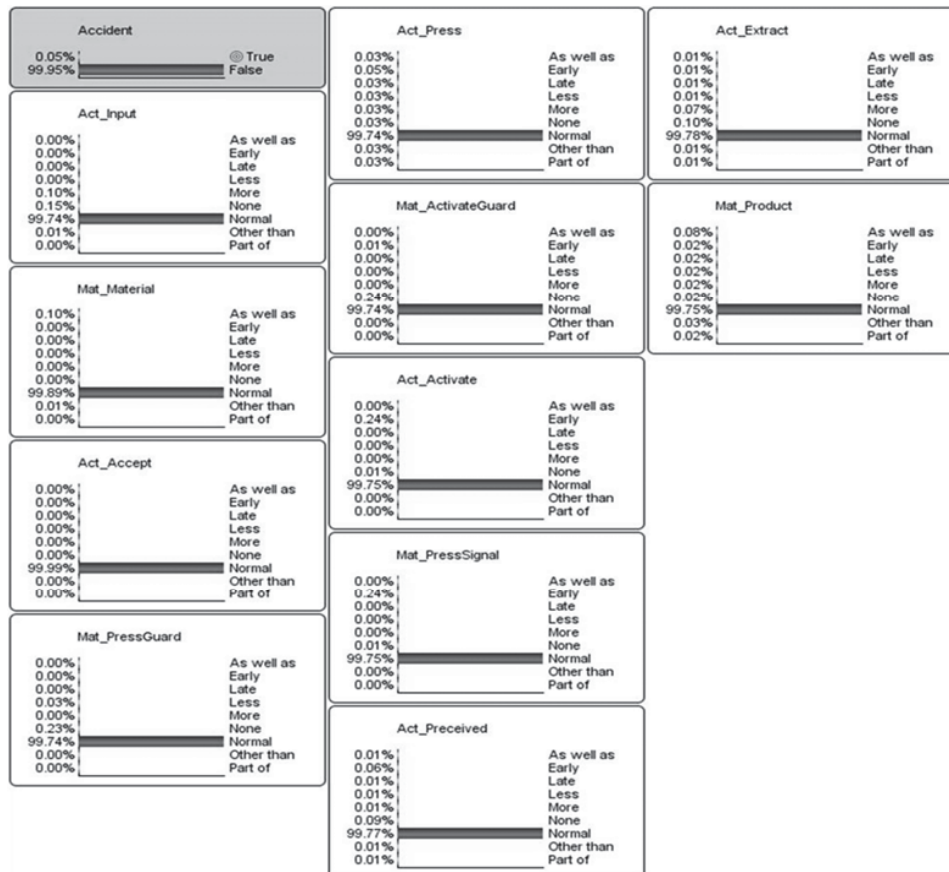 Accident
0.05% True
99.95% False
Act_Input
0.00% As well as
0.00% Early
0.00% Late
0.00% Less
0.10% More
0.15% None
99.74% Normal
0.01% Other than
0.00% Part of
Mat_Material
0.10% As well as
0.00% Early
0.00% Late
0.00% Less
0.00% More
0.00% None
99.89% Normal
0.01% Other than
0.00% Part of
Act_Accept
0.00% As well as
0.00% Early
0.00% Late
0.00% Less
0.00% More
0.00% None
99.99% Normal
0.00% Other than
0.00% Part of
Mat_PressGuard
0.00% As well as
0.00% Early
0.00% Late
0.03% Less
0.00% More
0.23% None
99.74% Normal
0.00% Other than
0.00% Part of
Act_Press
0.03% As well as
0.05% Early
0.03% Late
0.03% Less
0.03% More
0.03% None
99.74% Normal
0.03% Other than
0.03% Part of
Mat_ActivateGuard
0.00% As well as
0.01% Early
0.00% Late
0.00% Less
0.00% More
0.24% None
99.74% Normal
0.00% Other than
0.00% Part of
Act_Activate
0.00% As well as
0.24% Early
0.00% Late
0.00% Less
0.00% More
0.01% None
99.75% Normal
0.00% Other than
0.00% Part of
Mat_PressSignal
0.00% As well as
0.24% Early
0.00% Late
0.00% Less
0.00% More
0.01% None
99.75% Normal
0.00% Other than
0.00% Part of
Act_Preceived
0.01% As well as
0.06% Early
0.01% Late
0.01% Less
0.01% More
0.09% None
99.77% Normal
0.01% Other than
0.01% Part of
Act_Extract
0.01% As well as
0.01% Early
0.01% Late
0.01% Less
0.07% More
0.10% None
99.78% Normal
0.01% Other than
0.01% Part of
Mat_Product
0.08% As well as
0.02% Early
0.02% Late
0.02% Less
0.02% More
0.02% None
99.75% Normal
0.03% Other than
0.02% Part of